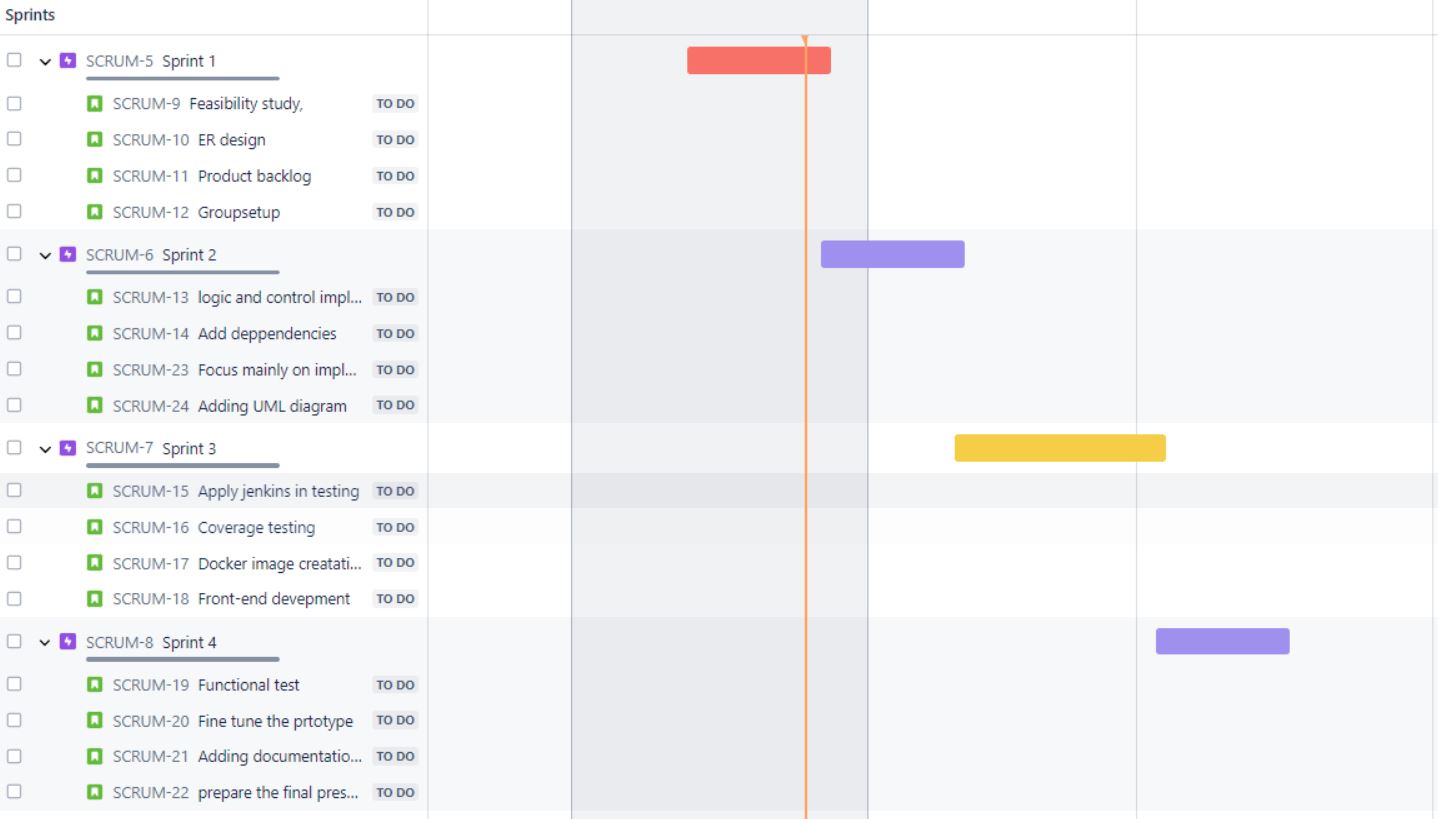 Sprints
SCRUM-5 Sprint 1
SCRUM-9 Feasibility study, TO DO
SCRUM-10 ER design TO DO
SCRUM-11 Product backlog TO DO
SCRUM-12 Groupsetup TO DO
SCRUM-6 Sprint 2
SCRUM-13 logic and control impl... TO DO
SCRUM-14 Add deppendencies TO DO
SCRUM-23 Focus mainly on impl... TO DO
SCRUM-24 Adding UML diagram TO DO
SCRUM-7 Sprint 3
SCRUM-15 Apply jenkins in testing TO DO
SCRUM-16 Coverage testing TO DO
SCRUM-17 Docker image creatati... TO DO
SCRUM-18 Front-end devepment TO DO
SCRUM-8 Sprint 4
SCRUM-19 Functional test TO DO
SCRUM-20 Fine tune the prtotype TO DO
SCRUM-21 Adding documentatio... TO DO
SCRUM-22 prepare the final pres... TO DO